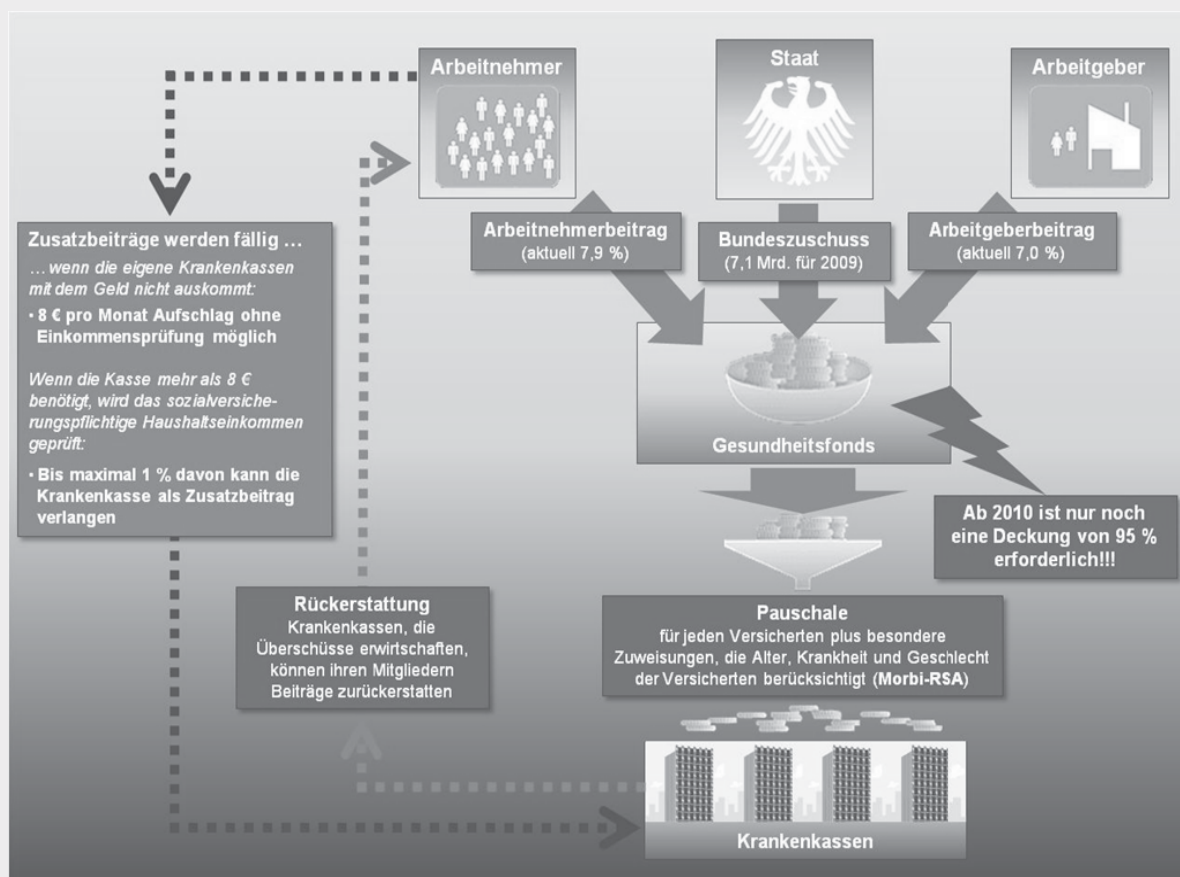 Arbeitnehmer
Staat
Arbeitgeber
Arbeitnehmerbeitrag
(aktuell 7,9 %)
Bundeszuschuss
(7,1 Mrd. für 2009)
Arbeitgeberbeitrag
(aktuell 7,0 %)
Zusatzbeiträge werden fällig ...
... wenn die eigene Krankenkassen
mit dem Geld nicht auskommt:
· 8 € pro Monat Aufschlag ohne
Einkommensprüfung möglich
Wenn die Kasse mehr als 8 €
benötigt, wird das sozialversiche-
rungspflichtige Haushaltseinkommen
geprüft:
· Bis maximal 1 % davon kann die
Krankenkasse als Zusatzbeitrag
verlangen
Gesundheitsfonds
Ab 2010 ist nur noch
eine Deckung von 95 %
erforderlich!!!
Rückerstattung
Krankenkassen, die
Überschüsse erwirtschaften,
können ihren Mitgliedern
Beiträge zurückerstatten
Pauschale
für jeden Versicherten plus besondere
Zuweisungen, die Alter, Krankheit und Geschlecht
der Versicherten berücksichtigt (Morbi-RSA)
Krankenkassen